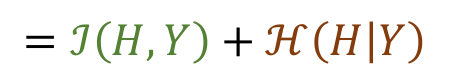 = ℐ(H, Y) + ℋ(H|Y)